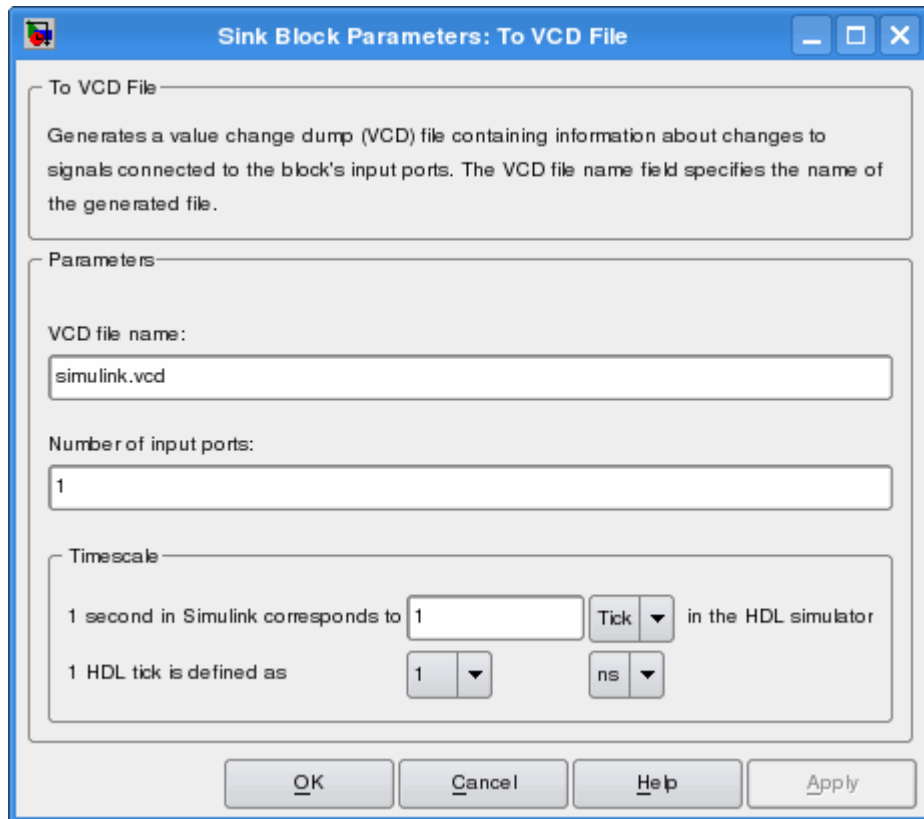 Sink Block Parameters: To VCD File
To VCD File
Generates a value change dump (VCD) file containing information about changes to
signals connected to the block's input ports. The VCD file name field specifies the name of
the generated file.
Parameters
VCD file name:
simulink.vcd
Number of input ports:
1
Timescale
1 second in Simulink corresponds to 1 Tick in the HDL simulator
1 HDL tick is defined as 1 ns
OK Cancel Help Apply